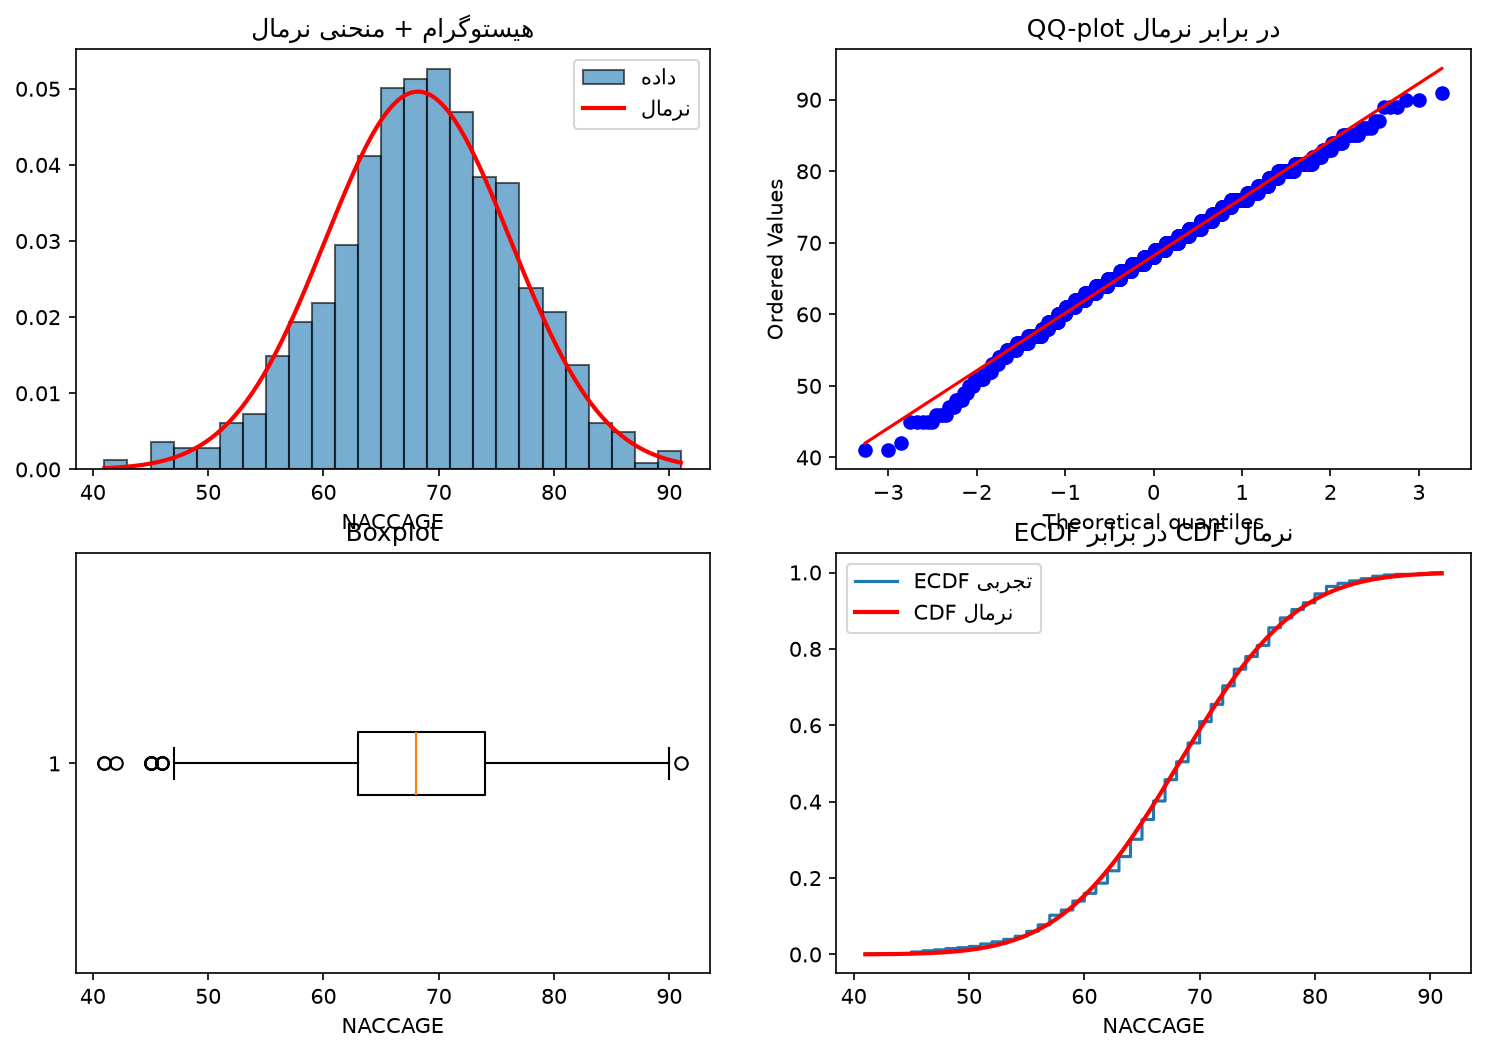 هیستوگرام + منحنی نرمال
داده
نرمال
0.05
0.04
0.03
0.02
0.01
0.00
40 50 60 70 80 90
NACCAGE
QQ-plot در برابر نرمال
Ordered Values
90
80
70
60
50
40
−3 −2 −1 0 1 2 3
Theoretical quantiles
Boxplot
1
40 50 60 70 80 90
NACCAGE
ECDF در برابر CDF نرمال
ECDF تجربی
CDF نرمال
1.0
0.8
0.6
0.4
0.2
0.0
40 50 60 70 80 90
NACCAGE